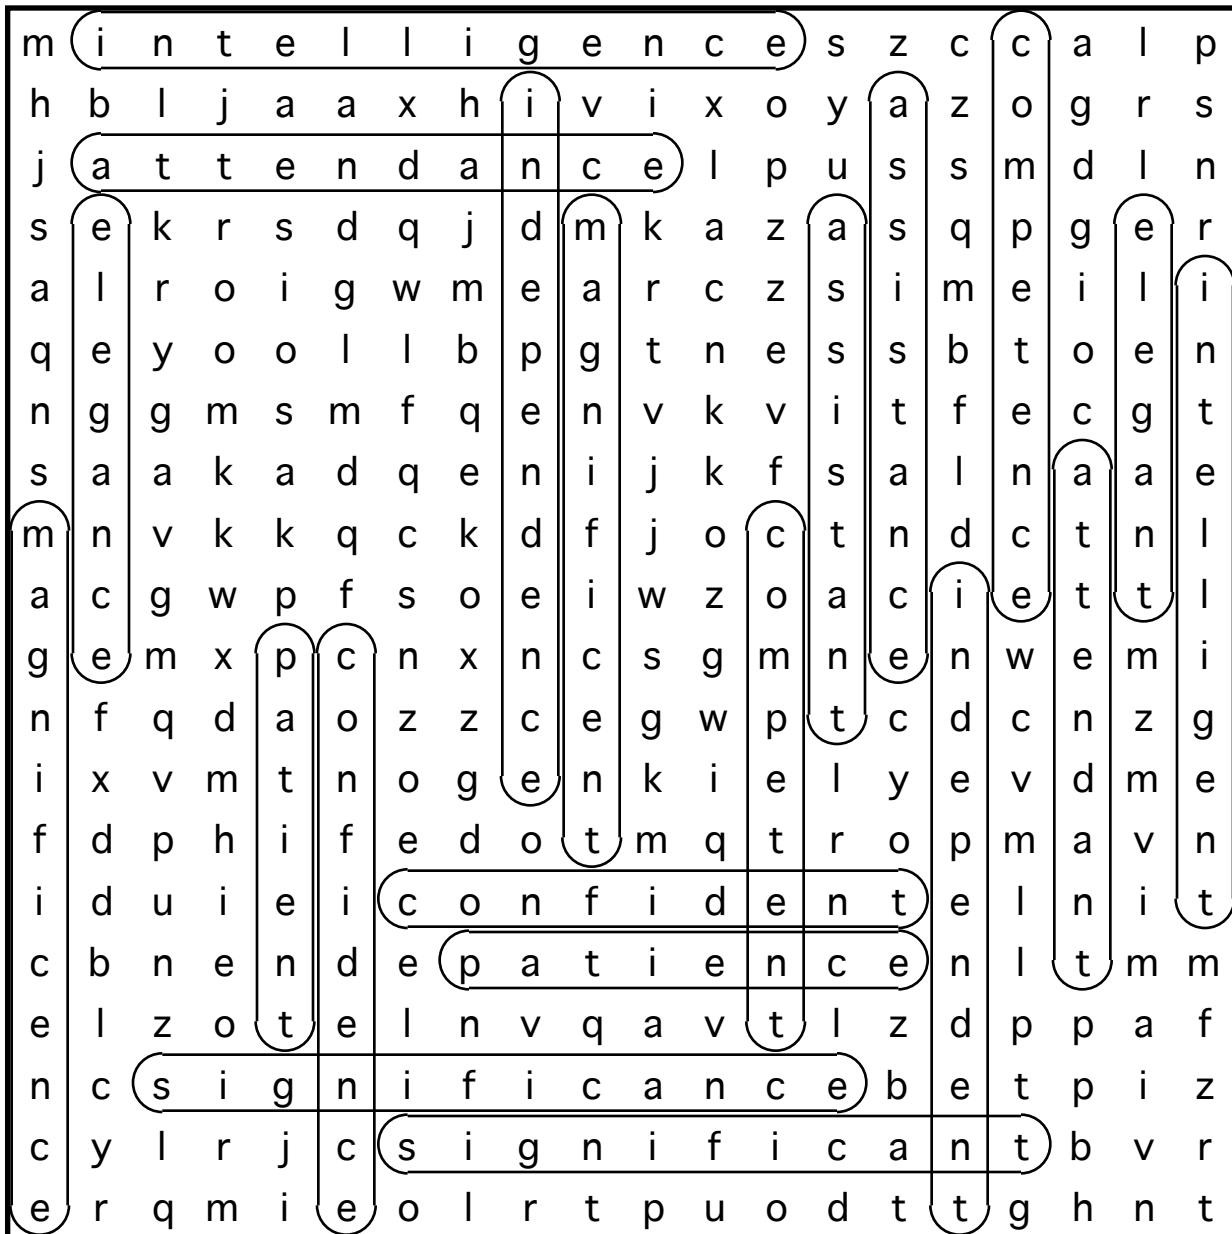 m i n t e l l i g e n c e s z c c a l p
h b l j a a x h i v i x o y a z o g r s
j a t t e n d a n c e l p u s s m d l n
s e k r s d q j d m k a z a s q p g e r
a l r o i g w m e a r c z s i m e i l i
q e y o o l l b p g t n e s s b t o e n
n g g m s m f q e n v k v i t f e c g t
s a a k a d q e n i j k f s a l n a a e
m n v k k q c k d f j o c t n d c t n l
a c g w p f s o e i w z o a c i e t t l
g e m x p c n x n c s g m n e n w e m i
n f q d a o z z c e g w p t c d c n z g
i x v m t n o g e n k i e l y e v d m e
f d p h i f e d o t m q t r o p m a v n
i d u i e i c o n f i d e n t e l n i t
c b n e n d e p a t i e n c e n l t m m
e l z o t e l n v q a v t l z d p p a f
n c s i g n i f i c a n c e b e t p i z
c y l r j c s i g n i f i c a n t b v r
e r q m i e o l r t p u o d t t g h n t